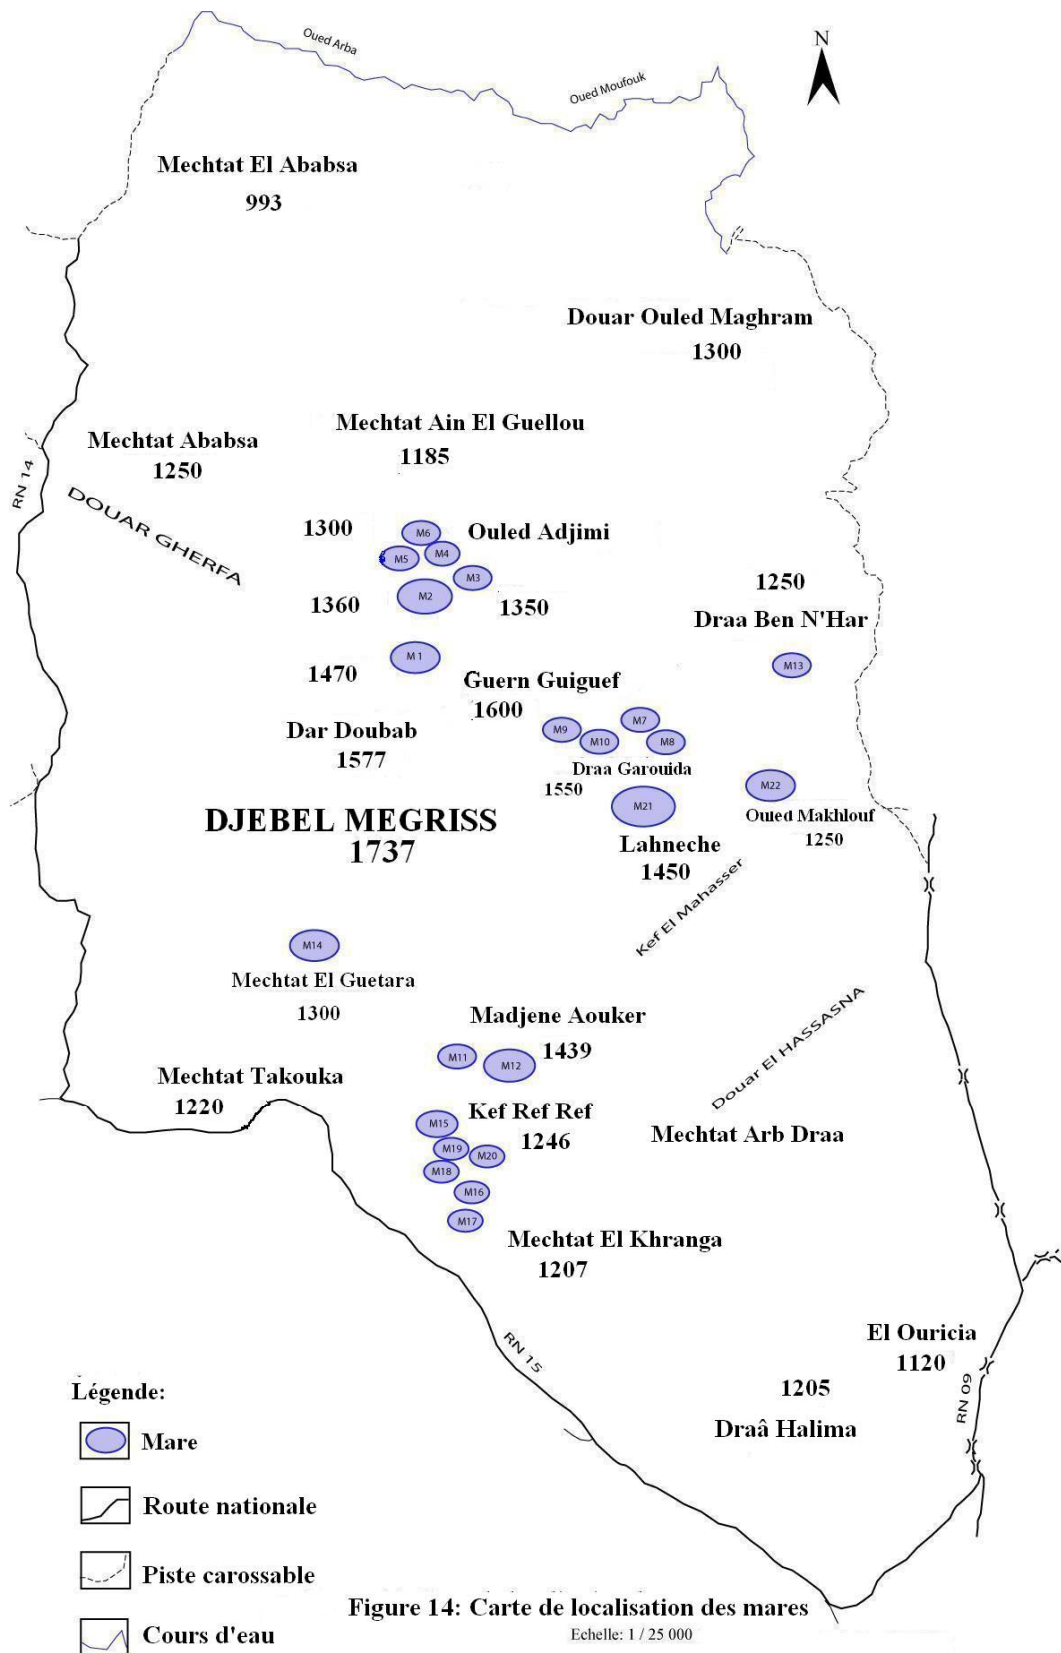 N
Oued Arba
Oued Moufouk
Mechtat El Ababsa
993
Douar Ouled Maghram
1300
Mechtat Ain El Guellou
1185
Mechtat Ababsa
1250
RN 14
DOUAR GHERFA
1300
M6
Ouled Adjimi
M5
M4
M3
1360
M2
1350
1250
Draa Ben N'Har
M13
1470
M 1
Guern Guiguef
1600
Dar Doubab
1577
M9
M10
M7
M8
Draa Garouida
1550
M21
M22
Ouled Makhlouf
1250
DJEBEL MEGRISS
1737
Lahneche
1450
Kef El Mahasser
M14
Mechtat El Guetara
1300
Madjene Aouker
1439
M11
M12
Douar El HASSASNA
Mechtat Takouka
1220
Kef Ref Ref
1246
M15
M19
M20
M18
M16
M17
Mechtat Arb Draa
Mechtat El Khranga
1207
RN 15
El Ouricia
1120
RN 09
1205
Draâ Halima
Légende:
Mare
Route nationale
Piste carossable
Cours d'eau
Figure 14: Carte de localisation des mares
Echelle: 1 / 25 000